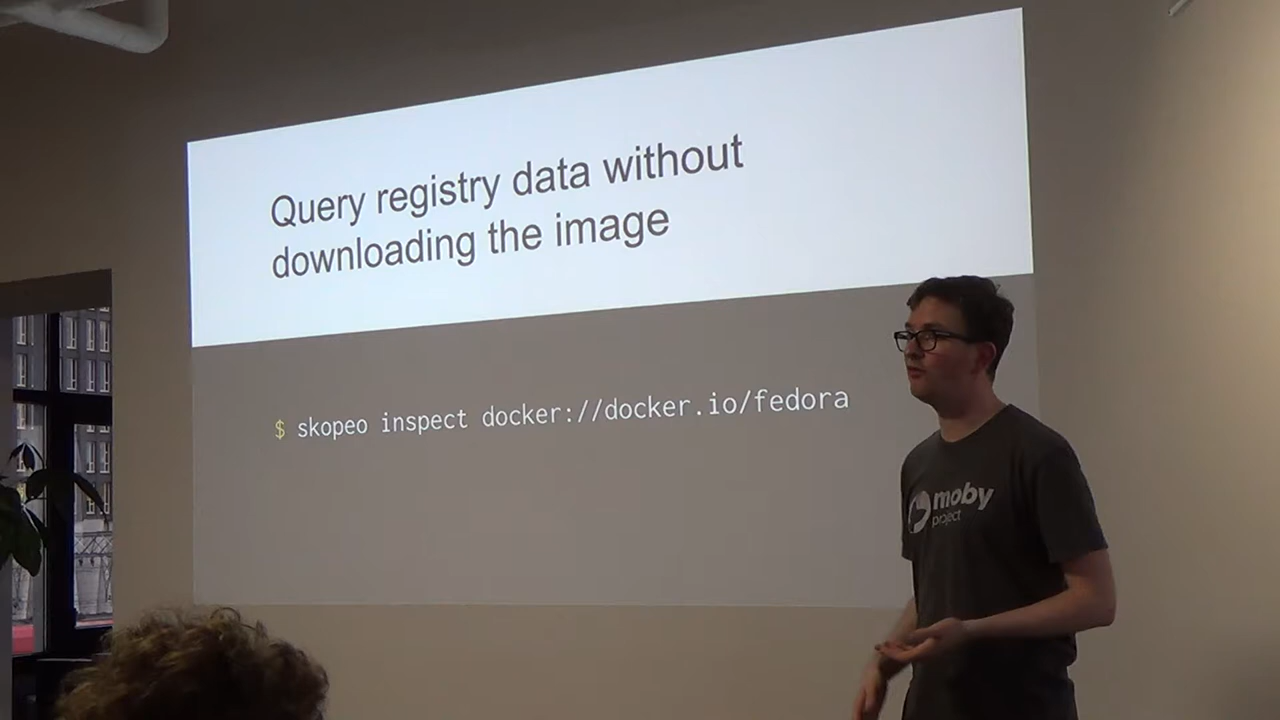 Query registry data without
downloading the image
$ skopeo inspect docker://docker.io/fedora
moby
project